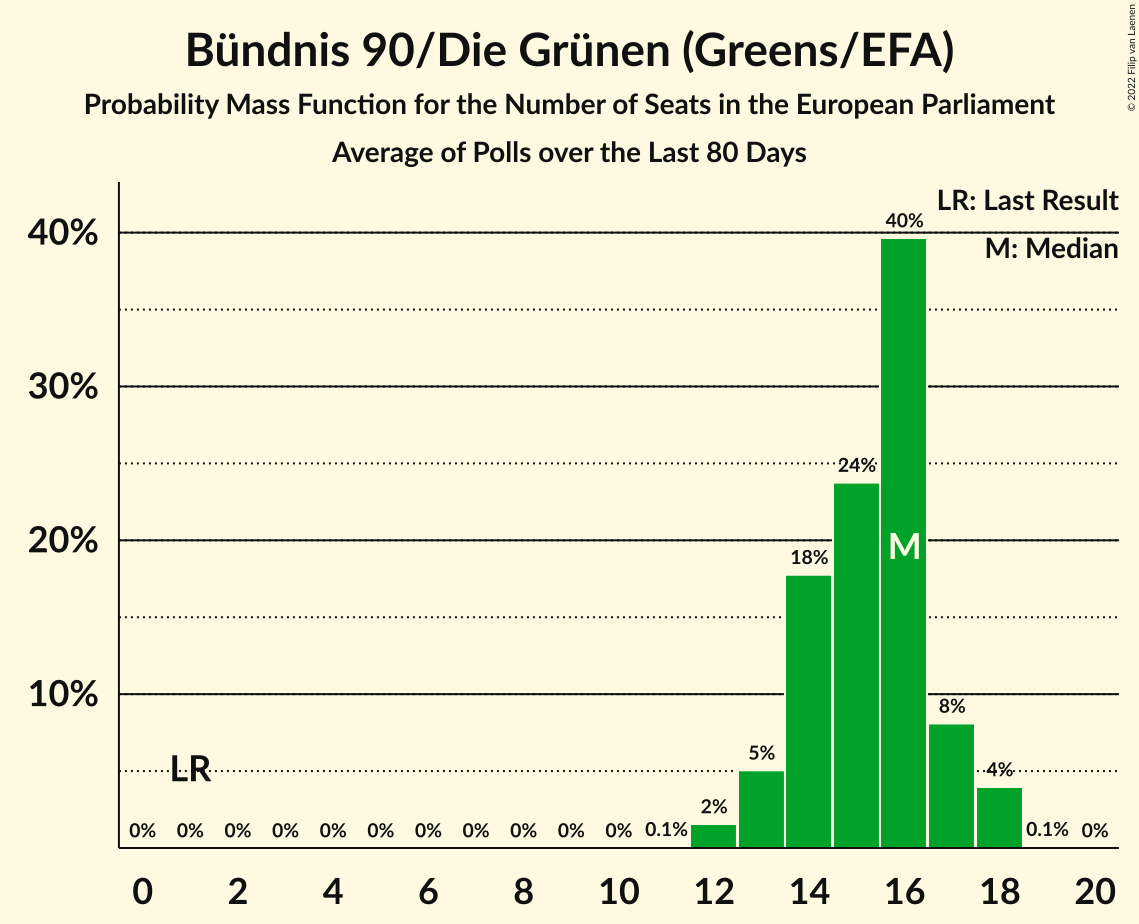 Bündnis 90/Die Grünen (Greens/EFA)
Probability Mass Function for the Number of Seats in the European Parliament
Average of Polls over the Last 80 Days
© 2022 Filip van Laenen
LR: Last Result
M: Median
40%
30%
20%
10%
40%
24%
18%
8%
5%
4%
2%
M
LR
0% 0% 0% 0% 0% 0% 0% 0% 0% 0% 0% 0.1% 0.1% 0%
0 2 4 6 8 10 12 14 16 18 20